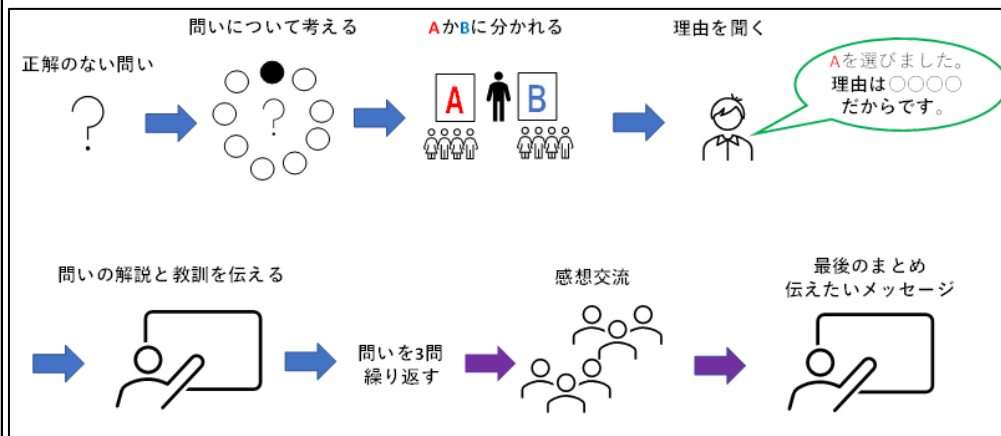 正解のない問い
?
問いについて考える
?
AかBに分かれる
A
B
理由を聞く
Aを選びました。
理由は○○○○
だからです。
問いの解説と教訓を伝える
問いを3問
繰り返す
感想交流
最後のまとめ
伝えたいメッセージ